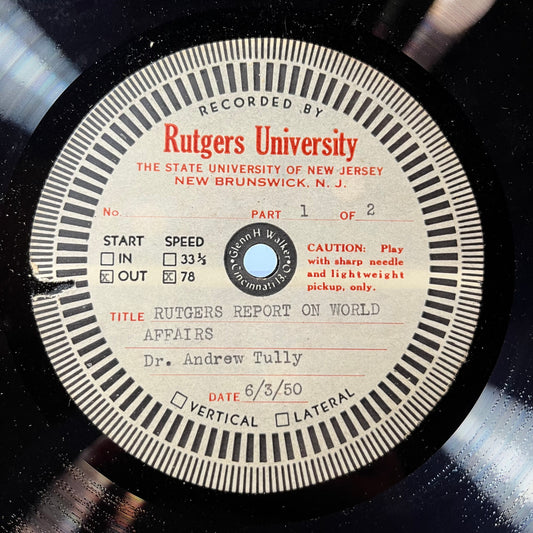 RECORDED BY
Rutgers University
THE STATE UNIVERSITY OF NEW JERSEY
NEW BRUNSWICK, N. J.
No. PART 1 OF 2
START SPEED
IN 33⅓
X OUT X 78
•Glenn H Walker•
Cincinnati 13, O.
CAUTION: Play
with sharp needle
and lightweight
pickup, only.
TITLE RUTGERS REPORT ON WORLD
AFFAIRS
Dr. Andrew Tully
DATE 6/3/50
VERTICAL LATERAL